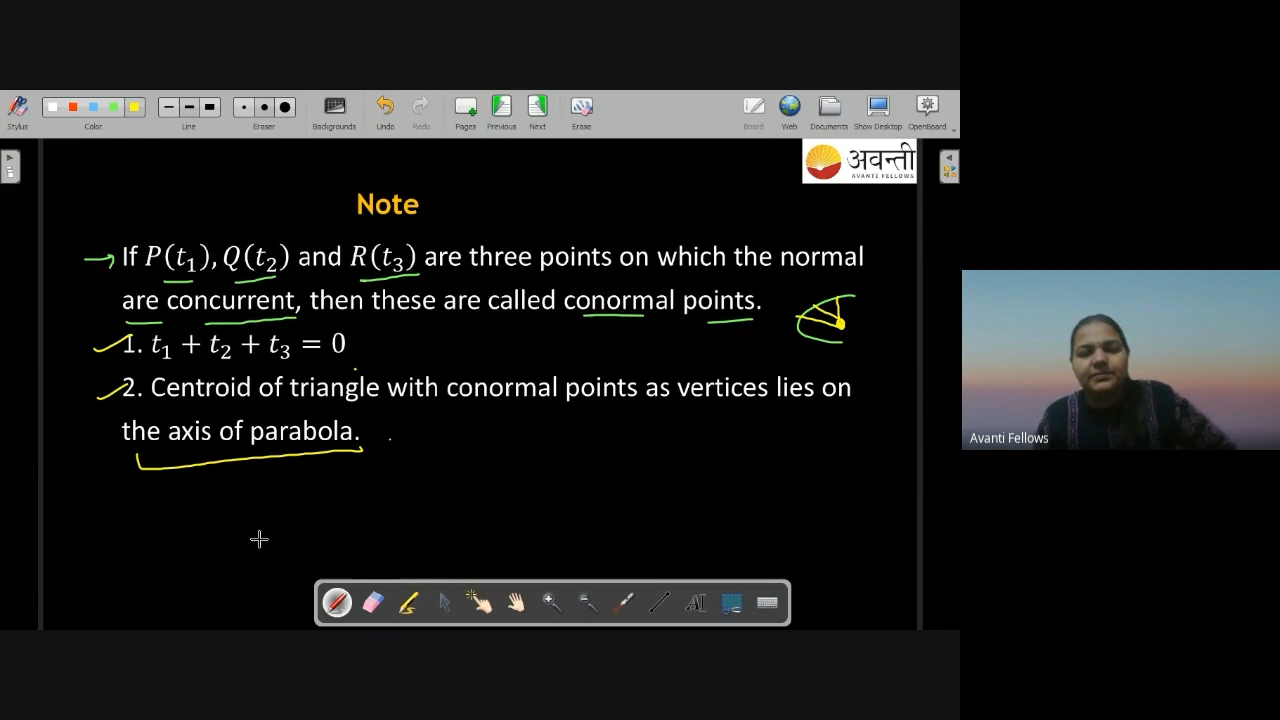 Stylus
Color
Line
Eraser
Backgrounds
Undo
Redo
Pages
Previous
Next
Erase
Board
Web
Documents
Show Desktop
OpenBoard
अवन्ती
AVANTI FELLOWS
Note
If P(t₁), Q(t₂) and R(t₃) are three points on which the normal
are concurrent, then these are called conormal points.
1. t₁ + t₂ + t₃ = 0
2. Centroid of triangle with conormal points as vertices lies on
the axis of parabola.
AI
Avanti Fellows